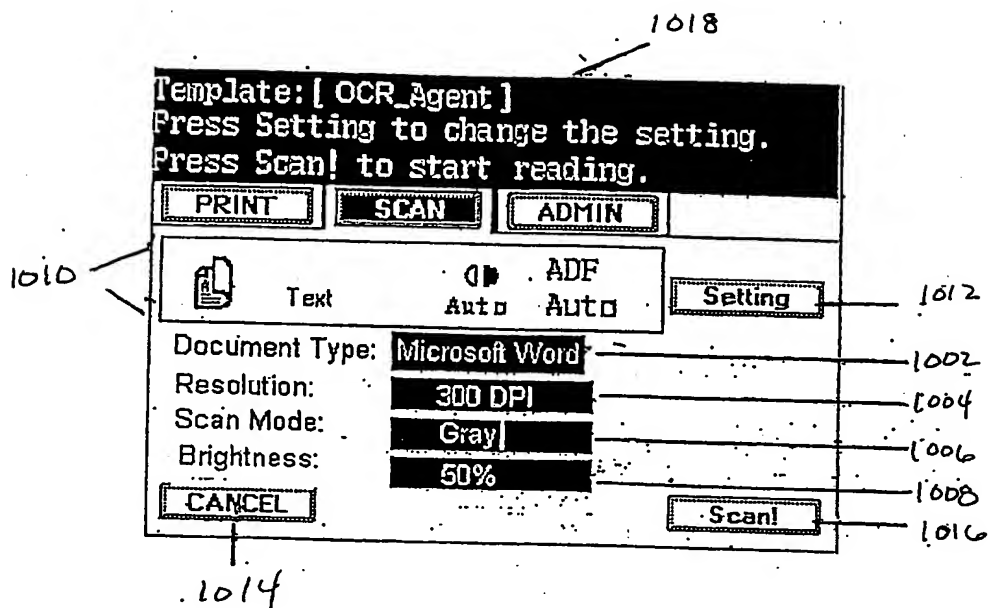 1018
Template:[ OCR_Agent ]
Press Setting to change the setting.
Press Scan! to start reading.
PRINT SCAN ADMIN
1010
Text Auto ADF Auto Setting 1012
Document Type: Microsoft Word 1002
Resolution: 300 DPI 1004
Scan Mode: Gray 1006
Brightness: 50% 1008
CANCEL Scan! 1016
1014